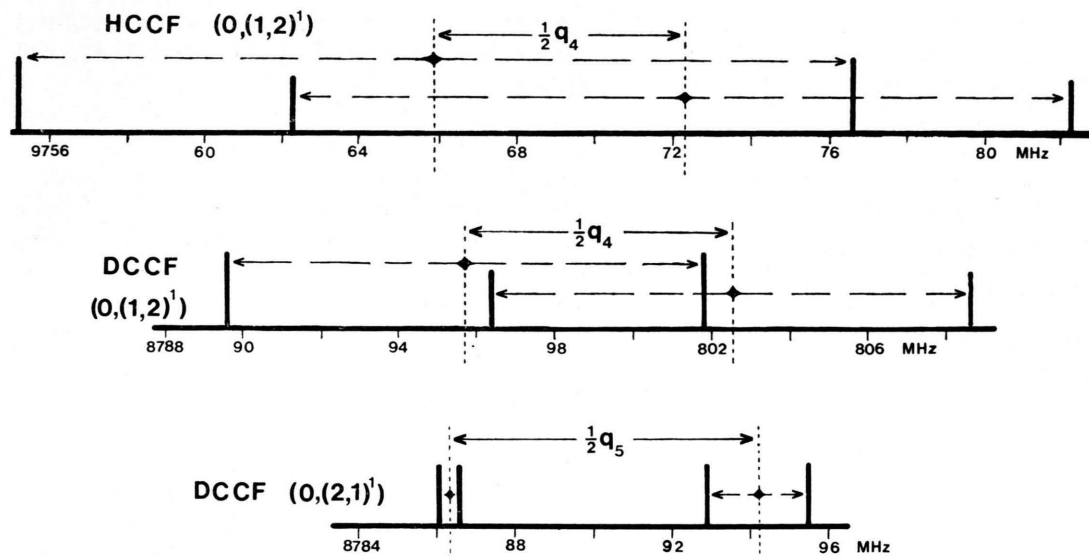 HCCF (0,(1,2)¹)
½q₄
9756 60 64 68 72 76 80 MHz
½q₄
DCCF
(0,(1,2)¹)
8788 90 94 98 802 806 MHz
½q₅
DCCF (0,(2,1)¹)
8784 88 92 96 MHz